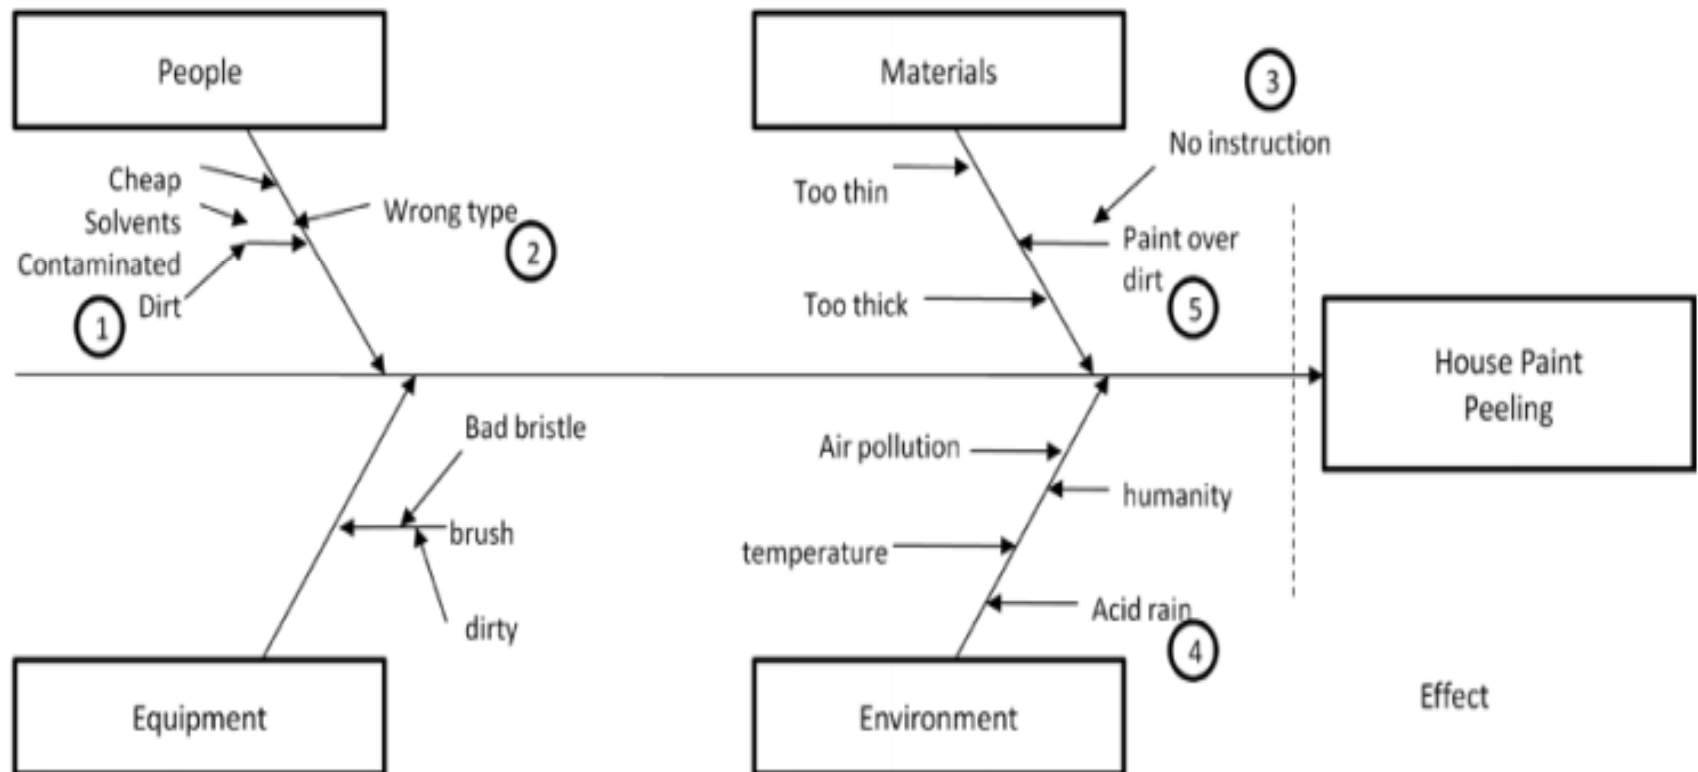 People
Materials
3
No instruction
Cheap
Solvents
Contaminated
Dirt
1
Wrong type
2
Too thin
Paint over
dirt
5
Too thick
House Paint
Peeling
Bad bristle
brush
dirty
Air pollution
humanity
temperature
Acid rain
4
Equipment
Environment
Effect